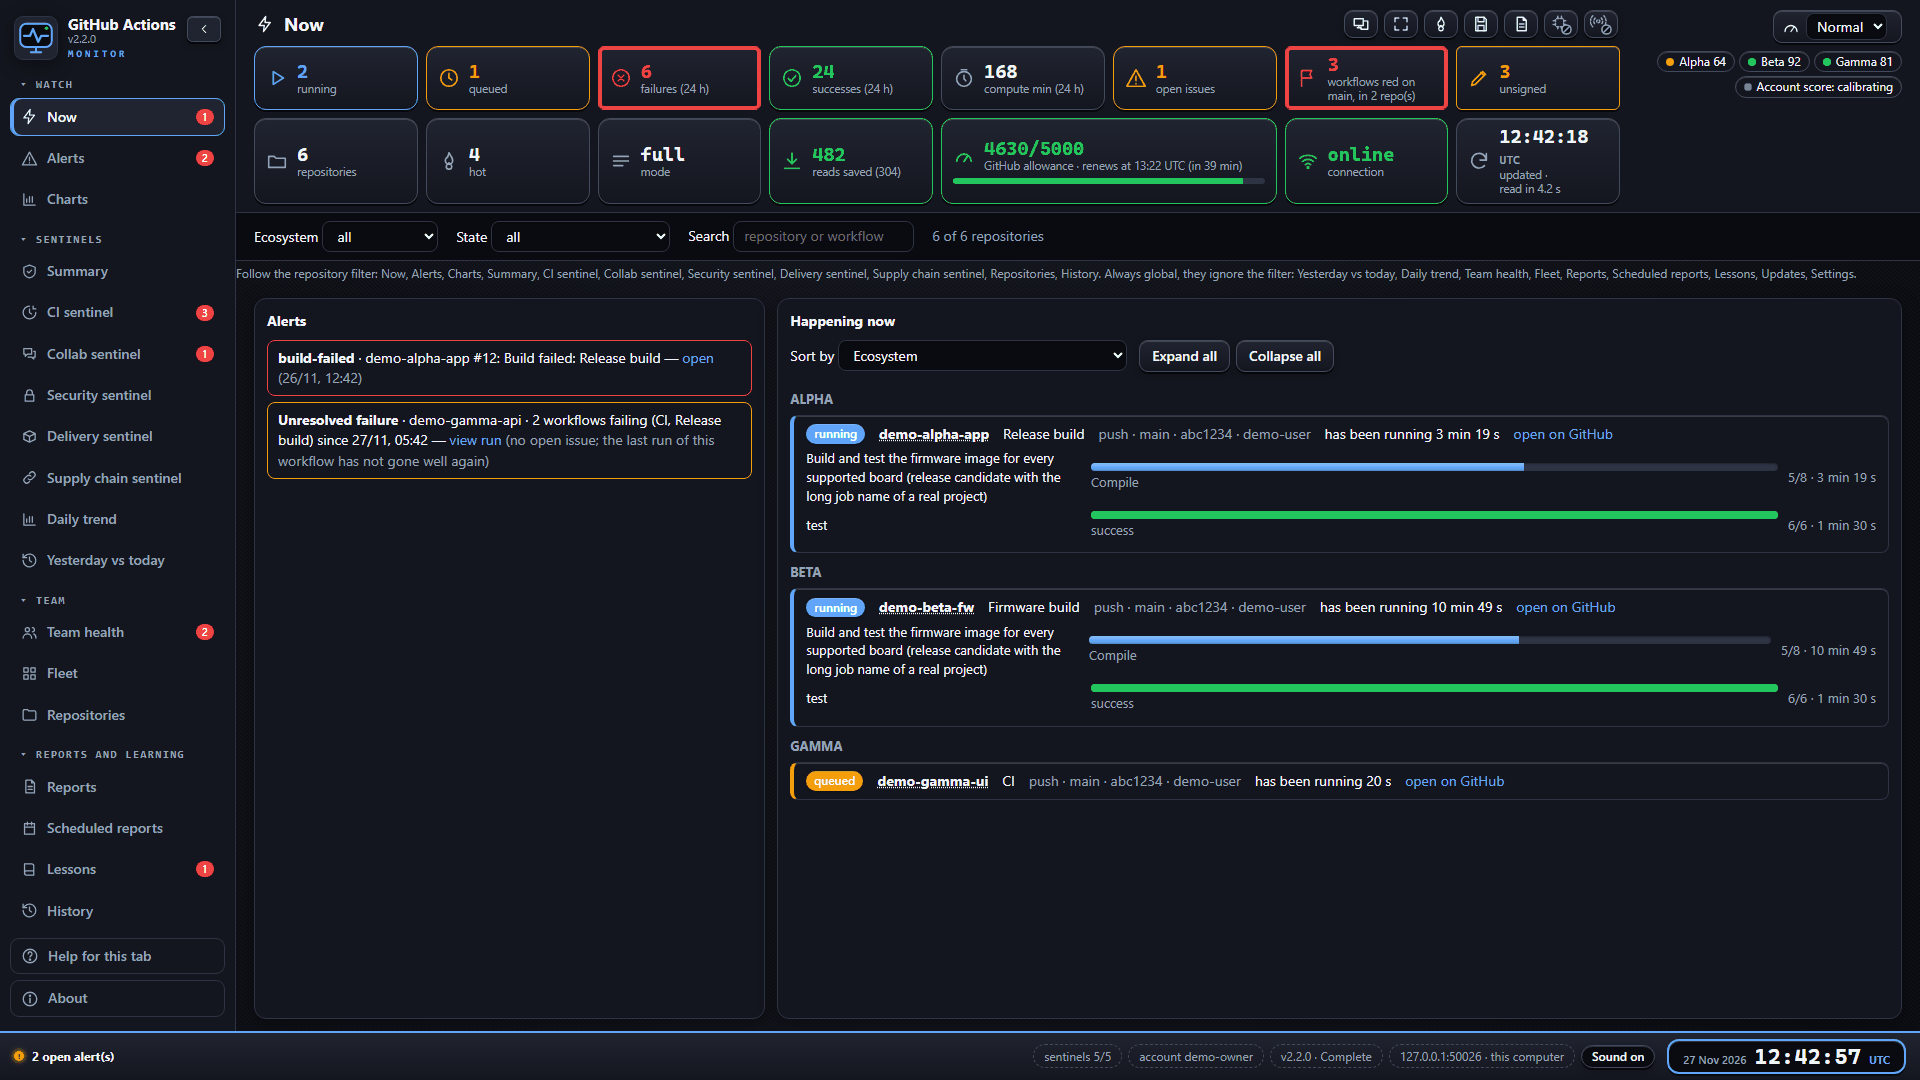 GitHub Actions
v2.2.0
MONITOR
WATCH
Now 1
Alerts 2
Charts
SENTINELS
Summary
CI sentinel 3
Collab sentinel 1
Security sentinel
Delivery sentinel
Supply chain sentinel
Daily trend
Yesterday vs today
TEAM
Team health 2
Fleet
Repositories
REPORTS AND LEARNING
Reports
Scheduled reports
Lessons 1
History
Help for this tab
About
Now
Normal
2
running
1
queued
6
failures (24 h)
24
successes (24 h)
168
compute min (24 h)
1
open issues
3
workflows red on
main, in 2 repo(s)
3
unsigned
Alpha 64
Beta 92
Gamma 81
Account score: calibrating
6
repositories
4
hot
full
mode
482
reads saved (304)
4630/5000
GitHub allowance · renews at 13:22 UTC (in 39 min)
online
connection
12:42:18
UTC
updated ·
read in 4.2 s
Ecosystem all State all Search repository or workflow 6 of 6 repositories
Follow the repository filter: Now, Alerts, Charts, Summary, CI sentinel, Collab sentinel, Security sentinel, Delivery sentinel, Supply chain sentinel, Repositories, History. Always global, they ignore the filter: Yesterday vs today, Daily trend, Team health, Fleet, Reports, Scheduled reports, Lessons, Updates, Settings.
Alerts
build-failed · demo-alpha-app #12: Build failed: Release build — open
(26/11, 12:42)
Unresolved failure · demo-gamma-api · 2 workflows failing (CI, Release
build) since 27/11, 05:42 — view run (no open issue; the last run of this
workflow has not gone well again)
Happening now
Sort by Ecosystem Expand all Collapse all
ALPHA
running demo-alpha-app Release build push · main · abc1234 · demo-user has been running 3 min 19 s open on GitHub
Build and test the firmware image for every
supported board (release candidate with the
long job name of a real project)
Compile
5/8 · 3 min 19 s
test
success
6/6 · 1 min 30 s
BETA
running demo-beta-fw Firmware build push · main · abc1234 · demo-user has been running 10 min 49 s open on GitHub
Build and test the firmware image for every
supported board (release candidate with the
long job name of a real project)
Compile
5/8 · 10 min 49 s
test
success
6/6 · 1 min 30 s
GAMMA
queued demo-gamma-ui CI push · main · abc1234 · demo-user has been running 20 s open on GitHub
2 open alert(s)
sentinels 5/5
account demo-owner
v2.2.0 · Complete
127.0.0.1:50026 · this computer
Sound on
27 Nov 2026 12:42:57 UTC